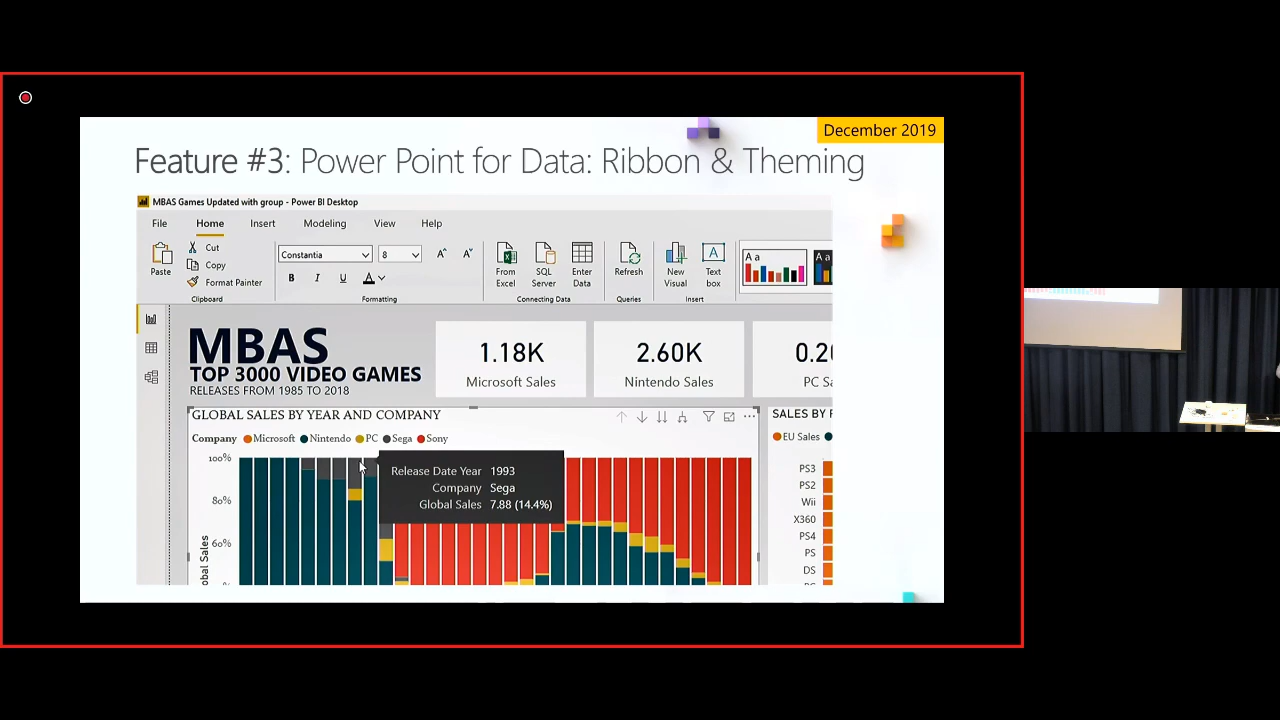 December 2019
Feature #3: Power Point for Data: Ribbon & Theming
MBAS Games Updated with group - Power BI Desktop
File Home Insert Modeling View Help
Paste
Cut
Copy
Format Painter
Clipboard
Constantia 8
B I U A
Formatting
From Excel
SQL Server
Enter Data
Connecting Data
Refresh
Queries
New Visual
Text box
Insert
Aa
Aa
MBAS
TOP 3000 VIDEO GAMES
RELEASES FROM 1985 TO 2018
1.18K
Microsoft Sales
2.60K
Nintendo Sales
0.20
PC Sa
GLOBAL SALES BY YEAR AND COMPANY
Company Microsoft Nintendo PC Sega Sony
100%
80%
60%
obal Sales
Release Date Year 1993
Company Sega
Global Sales 7.88 (14.4%)
SALES BY
EU Sales
PS3
PS2
Wii
X360
PS4
PS
DS